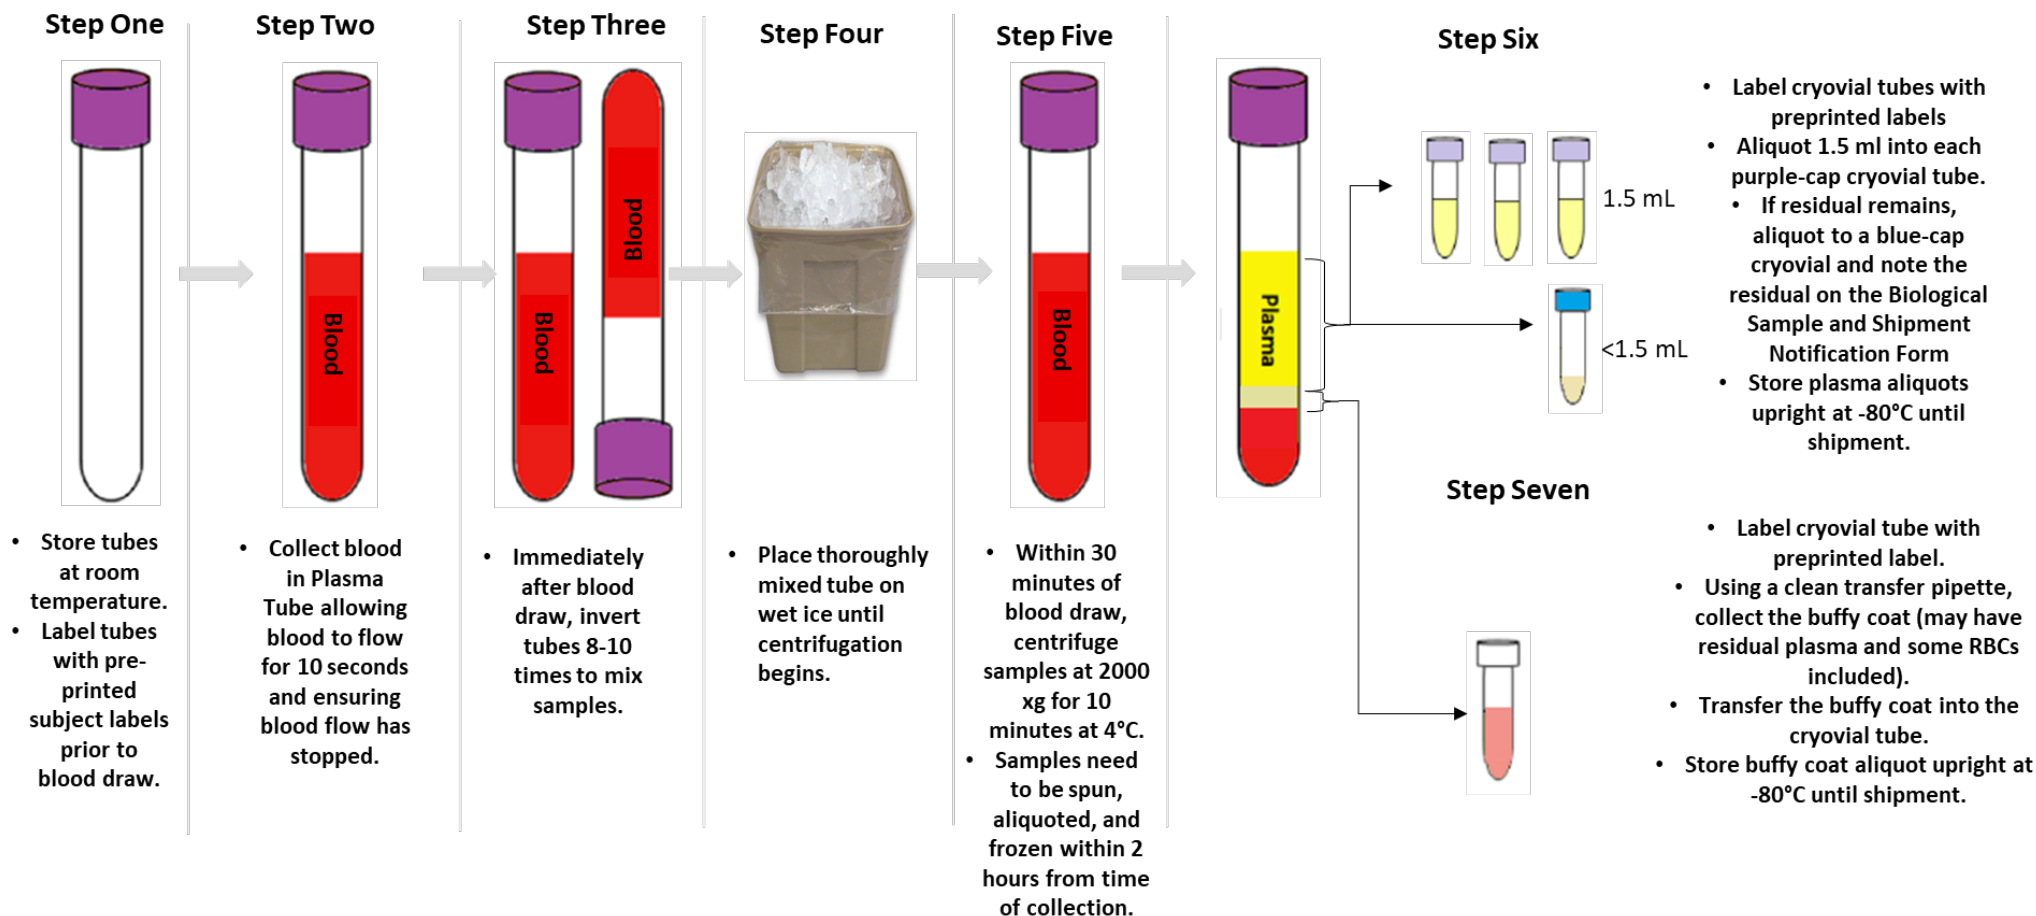 Step One
• Store tubes
at room
temperature.
• Label tubes
with pre-
printed
subject labels
prior to
blood draw.
Step Two
Blood
• Collect blood
in Plasma
Tube allowing
blood to flow
for 10 seconds
and ensuring
blood flow has
stopped.
Step Three
Blood
Blood
• Immediately
after blood
draw, invert
tubes 8-10
times to mix
samples.
Step Four
• Place thoroughly
mixed tube on
wet ice until
centrifugation
begins.
Step Five
Blood
• Within 30
minutes of
blood draw,
centrifuge
samples at 2000
xg for 10
minutes at 4°C.
• Samples need
to be spun,
aliquoted, and
frozen within 2
hours from time
of collection.
Plasma
Step Six
1.5 mL
<1.5 mL
• Label cryovial tubes with
preprinted labels
• Aliquot 1.5 ml into each
purple-cap cryovial tube.
• If residual remains,
aliquot to a blue-cap
cryovial and note the
residual on the Biological
Sample and Shipment
Notification Form
• Store plasma aliquots
upright at -80°C until
shipment.
Step Seven
• Label cryovial tube with
preprinted label.
• Using a clean transfer pipette,
collect the buffy coat (may have
residual plasma and some RBCs
included).
• Transfer the buffy coat into the
cryovial tube.
• Store buffy coat aliquot upright at
-80°C until shipment.